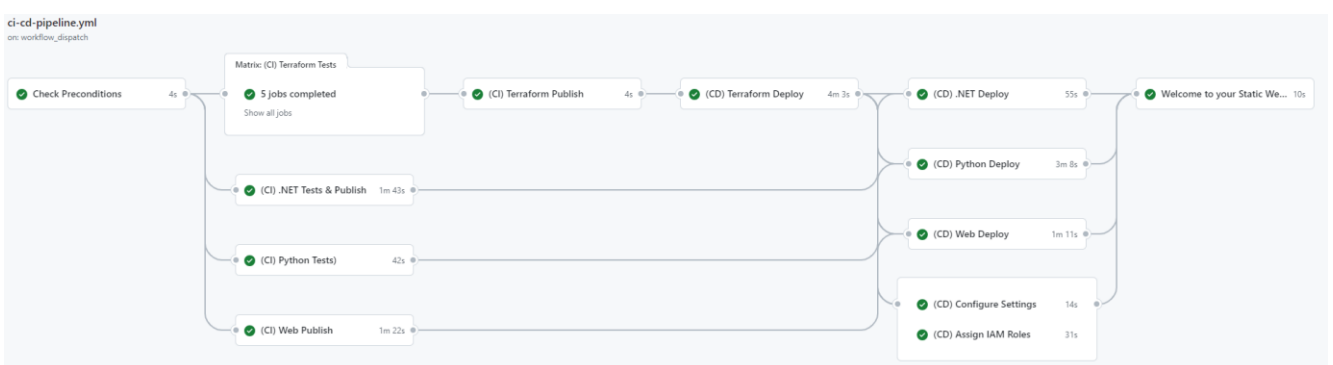 ci-cd-pipeline.yml
on: workflow_dispatch
Matrix: (CI) Terraform Tests
Check Preconditions 4s
5 jobs completed
Show all jobs
(CI) Terraform Publish 4s
(CD) Terraform Deploy 4m 3s
(CD) .NET Deploy 55s
Welcome to your Static We... 10s
(CD) Python Deploy 3m 8s
(CI) .NET Tests & Publish 1m 43s
(CD) Web Deploy 1m 11s
(CI) Python Tests) 42s
(CD) Configure Settings 14s
(CI) Web Publish 1m 22s
(CD) Assign IAM Roles 31s